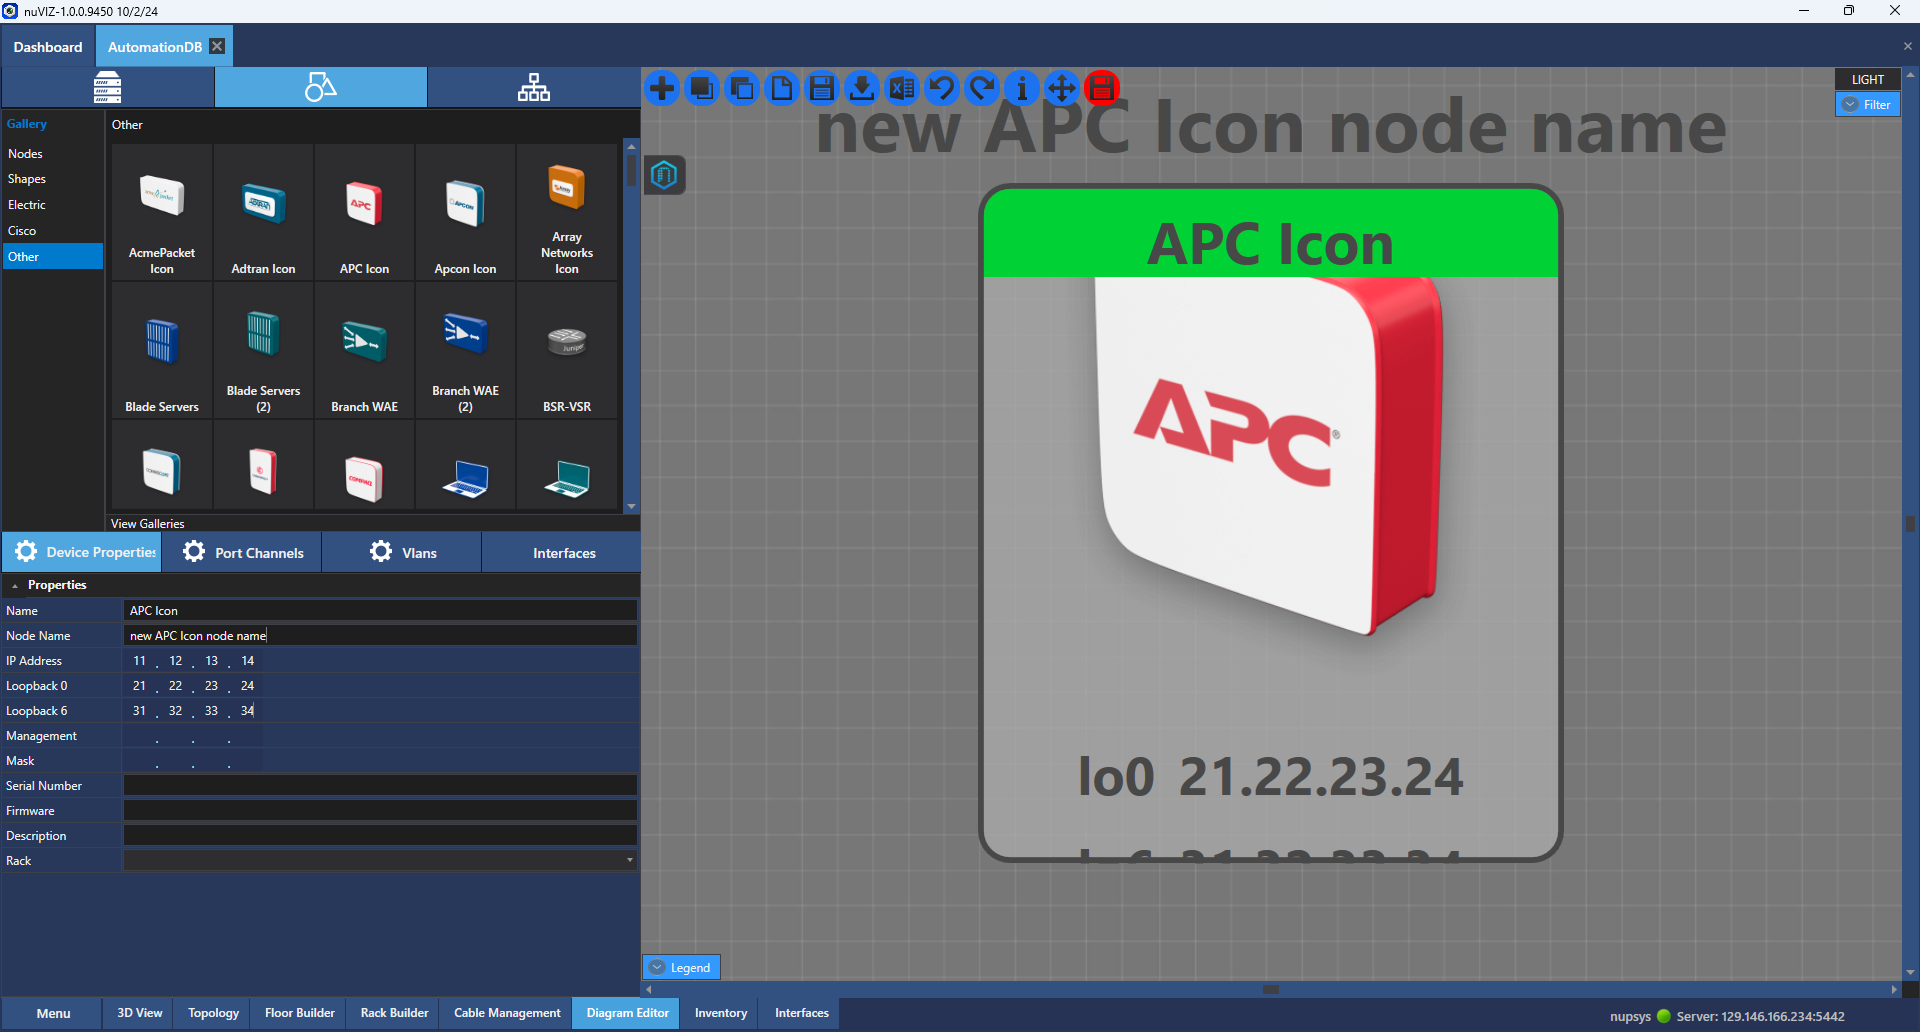 nuVIZ-1.0.0.9450 10/2/24
Dashboard
AutomationDB
Gallery
Nodes
Shapes
Electric
Cisco
Other
Other
AcmePacket
Icon
Adtran Icon
APC
APC Icon
APCON
Apcon Icon
Array
Networks
Icon
Blade Servers
Blade Servers
(2)
Branch WAE
Branch WAE
(2)
Juniper
BSR-VSR
COMPAQ
View Galleries
Device Properties
Port Channels
Vlans
Interfaces
Properties
Name APC Icon
Node Name new APC Icon node name
IP Address 11 . 12 . 13 . 14
Loopback 0 21 . 22 . 23 . 24
Loopback 6 31 . 32 . 33 . 34
Management . . .
Mask . . .
Serial Number
Firmware
Description
Rack
LIGHT
Filter
new APC Icon node name
APC Icon
APC®
lo0 21.22.23.24
Legend
Menu
3D View
Topology
Floor Builder
Rack Builder
Cable Management
Diagram Editor
Inventory
Interfaces
nupsys Server: 129.146.166.234:5442